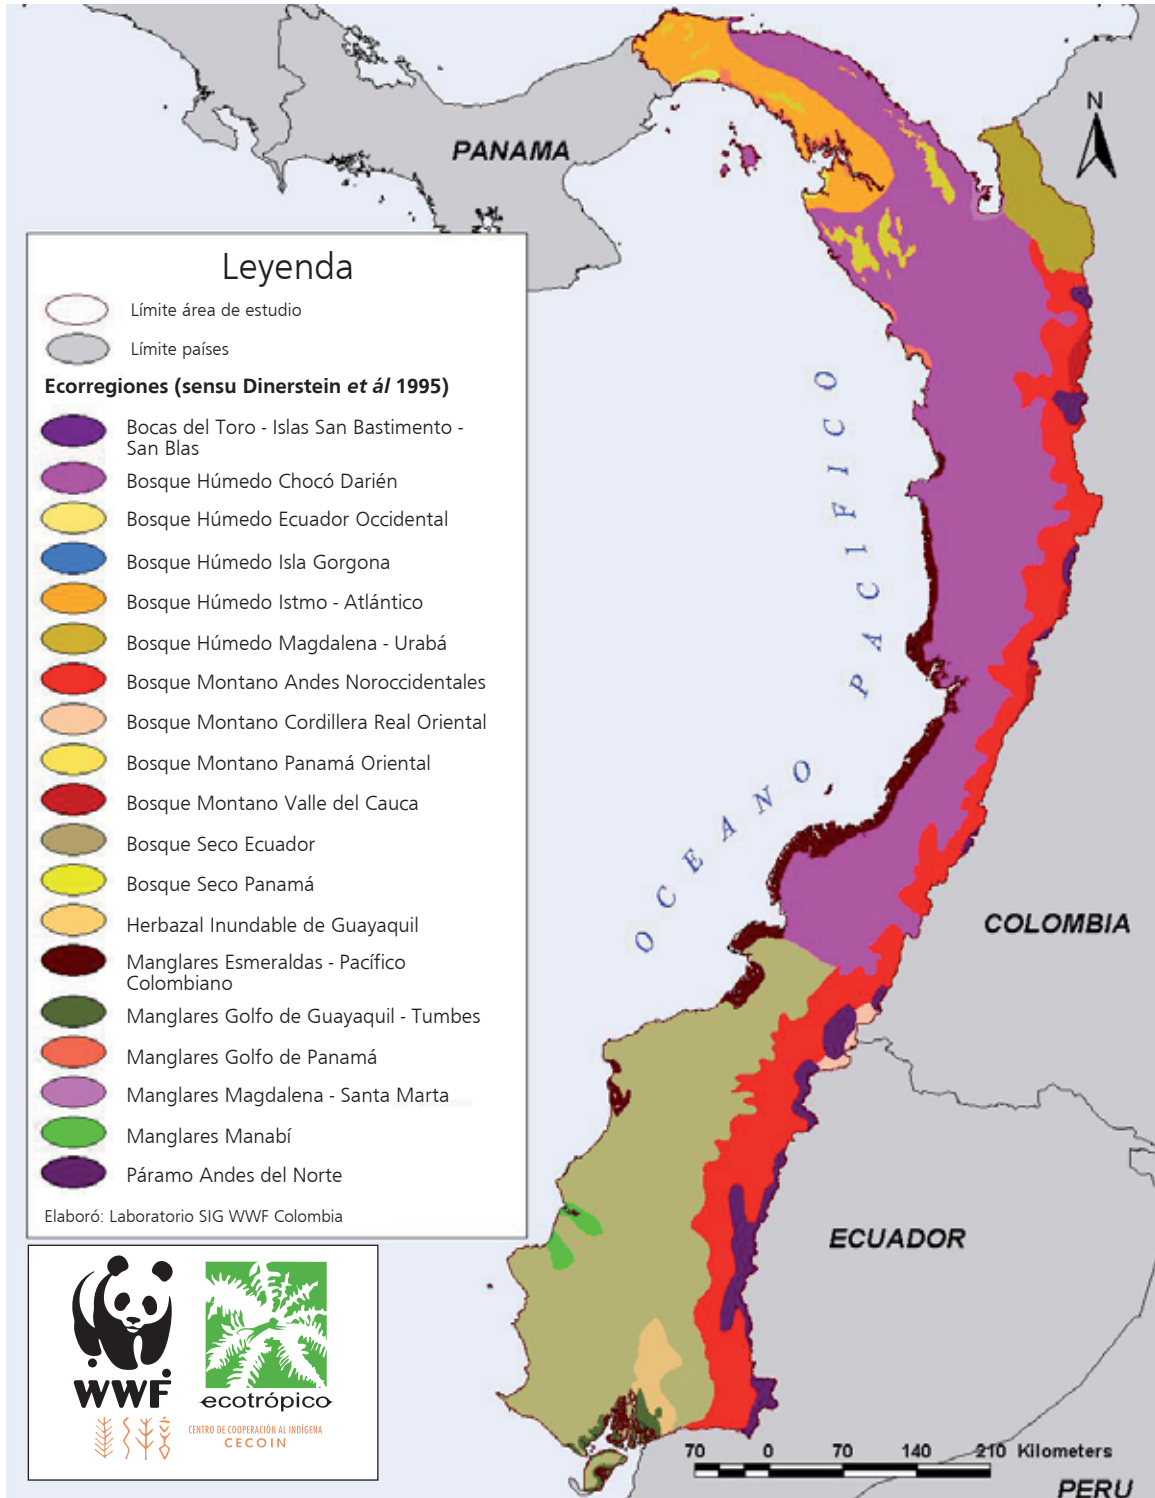 PANAMA
N
Leyenda
Límite área de estudio
Límite países
Ecorregiones (sensu Dinerstein et ál 1995)
Bocas del Toro - Islas San Bastimento -
San Blas
Bosque Húmedo Chocó Darién
Bosque Húmedo Ecuador Occidental
Bosque Húmedo Isla Gorgona
Bosque Húmedo Istmo - Atlántico
Bosque Húmedo Magdalena - Urabá
Bosque Montano Andes Noroccidentales
Bosque Montano Cordillera Real Oriental
Bosque Montano Panamá Oriental
Bosque Montano Valle del Cauca
Bosque Seco Ecuador
Bosque Seco Panamá
Herbazal Inundable de Guayaquil
Manglares Esmeraldas - Pacífico
Colombiano
Manglares Golfo de Guayaquil - Tumbes
Manglares Golfo de Panamá
Manglares Magdalena - Santa Marta
Manglares Manabí
Páramo Andes del Norte
Elaboró: Laboratorio SIG WWF Colombia
OCEANO PACIFICO
COLOMBIA
ECUADOR
WWF
ecotrópico
CENTRO DE COOPERACIÓN AL INDÍGENA
CECOIN
70 0 70 140 210 Kilometers
PERU